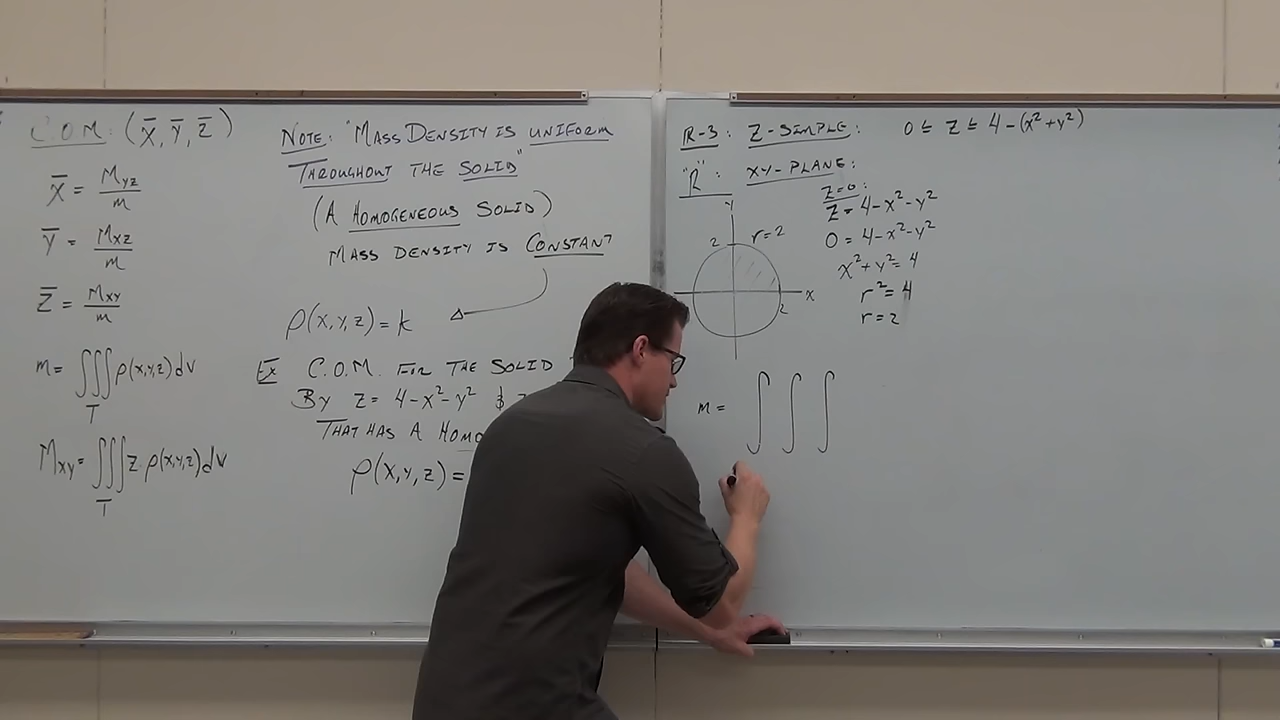 C.O.M: (x̄, ȳ, z̄)
x̄ = Myz/m
ȳ = Mxz/m
z̄ = Mxy/m
m = ∭ ρ(x,y,z) dv
T
Mxy = ∭ z ρ(x,y,z) dv
T
NOTE: "MASS DENSITY IS UNIFORM
THROUGHOUT THE SOLID"
(A HOMOGENEOUS SOLID)
MASS DENSITY IS CONSTANT
ρ(x,y,z) = k
Ex C.O.M. FOR THE SOLID
BY z = 4-x²-y² &
THAT HAS A
ρ(x,y,z) =
R-3: Z-SIMPLE: 0 ≤ z ≤ 4-(x²+y²)
"R": XY-PLANE:
z=0:
z = 4-x²-y²
0 = 4-x²-y²
x²+y² = 4
r² = 4
r = 2
y
2
r=2
x
2
m = ∫ ∫ ∫